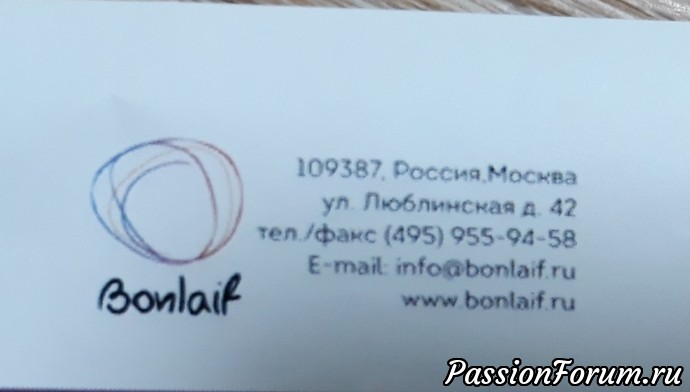 109387, Россия,Москва
ул. Люблинская д. 42
тел./факс (495) 955-94-58
E-mail: info@bonlaif.ru
www.bonlaif.ru
Bonlaif
PassionForum.ru